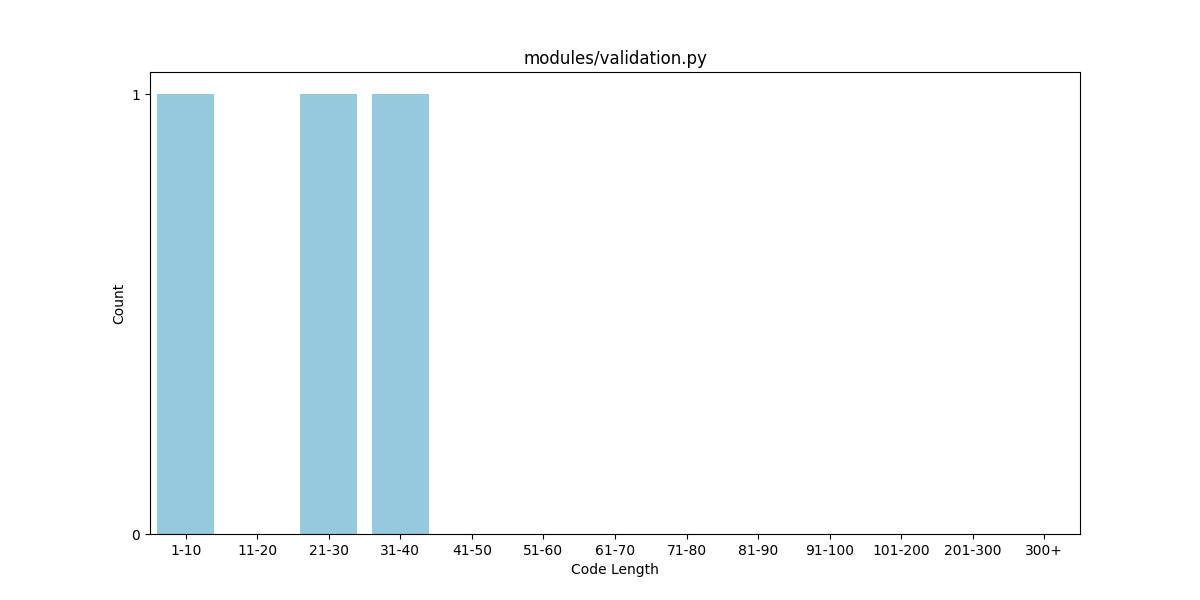 modules/validation.py
1
Count
0
1-10 11-20 21-30 31-40 41-50 51-60 61-70 71-80 81-90 91-100 101-200 201-300 300+
Code Length